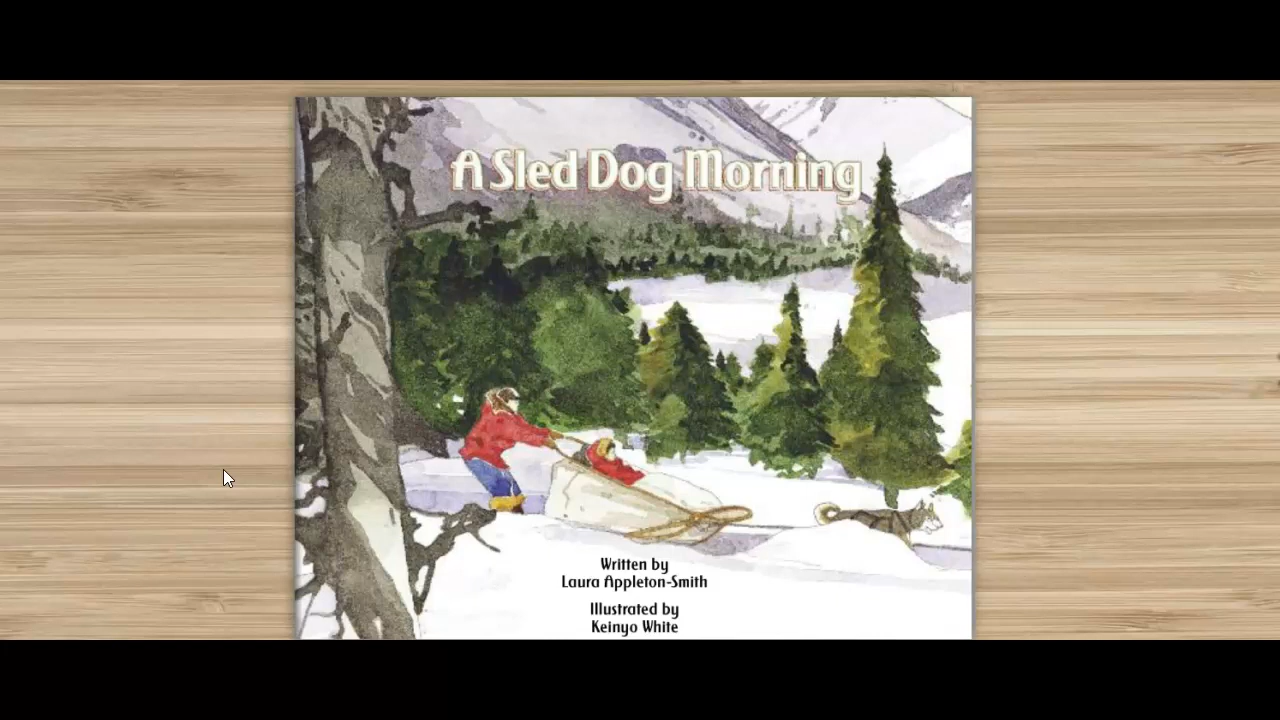 A Sled Dog Morning
Written by
Laura Appleton-Smith
Illustrated by
Keinyo White